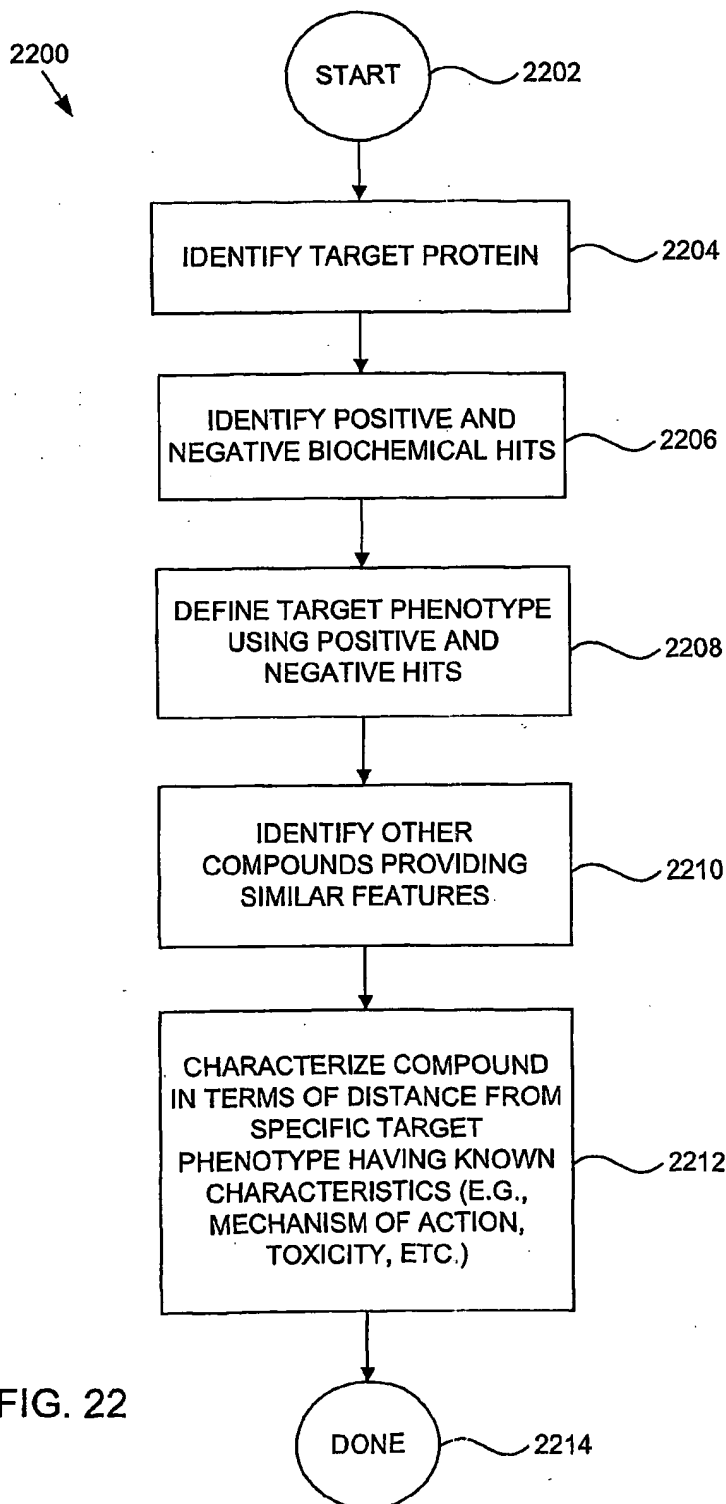 2200
START
2202
IDENTIFY TARGET PROTEIN
2204
IDENTIFY POSITIVE AND
NEGATIVE BIOCHEMICAL HITS
2206
DEFINE TARGET PHENOTYPE
USING POSITIVE AND
NEGATIVE HITS
2208
IDENTIFY OTHER
COMPOUNDS PROVIDING
SIMILAR FEATURES
2210
CHARACTERIZE COMPOUND
IN TERMS OF DISTANCE FROM
SPECIFIC TARGET
PHENOTYPE HAVING KNOWN
CHARACTERISTICS (E.G.,
MECHANISM OF ACTION,
TOXICITY, ETC.)
2212
FIG. 22
DONE
2214